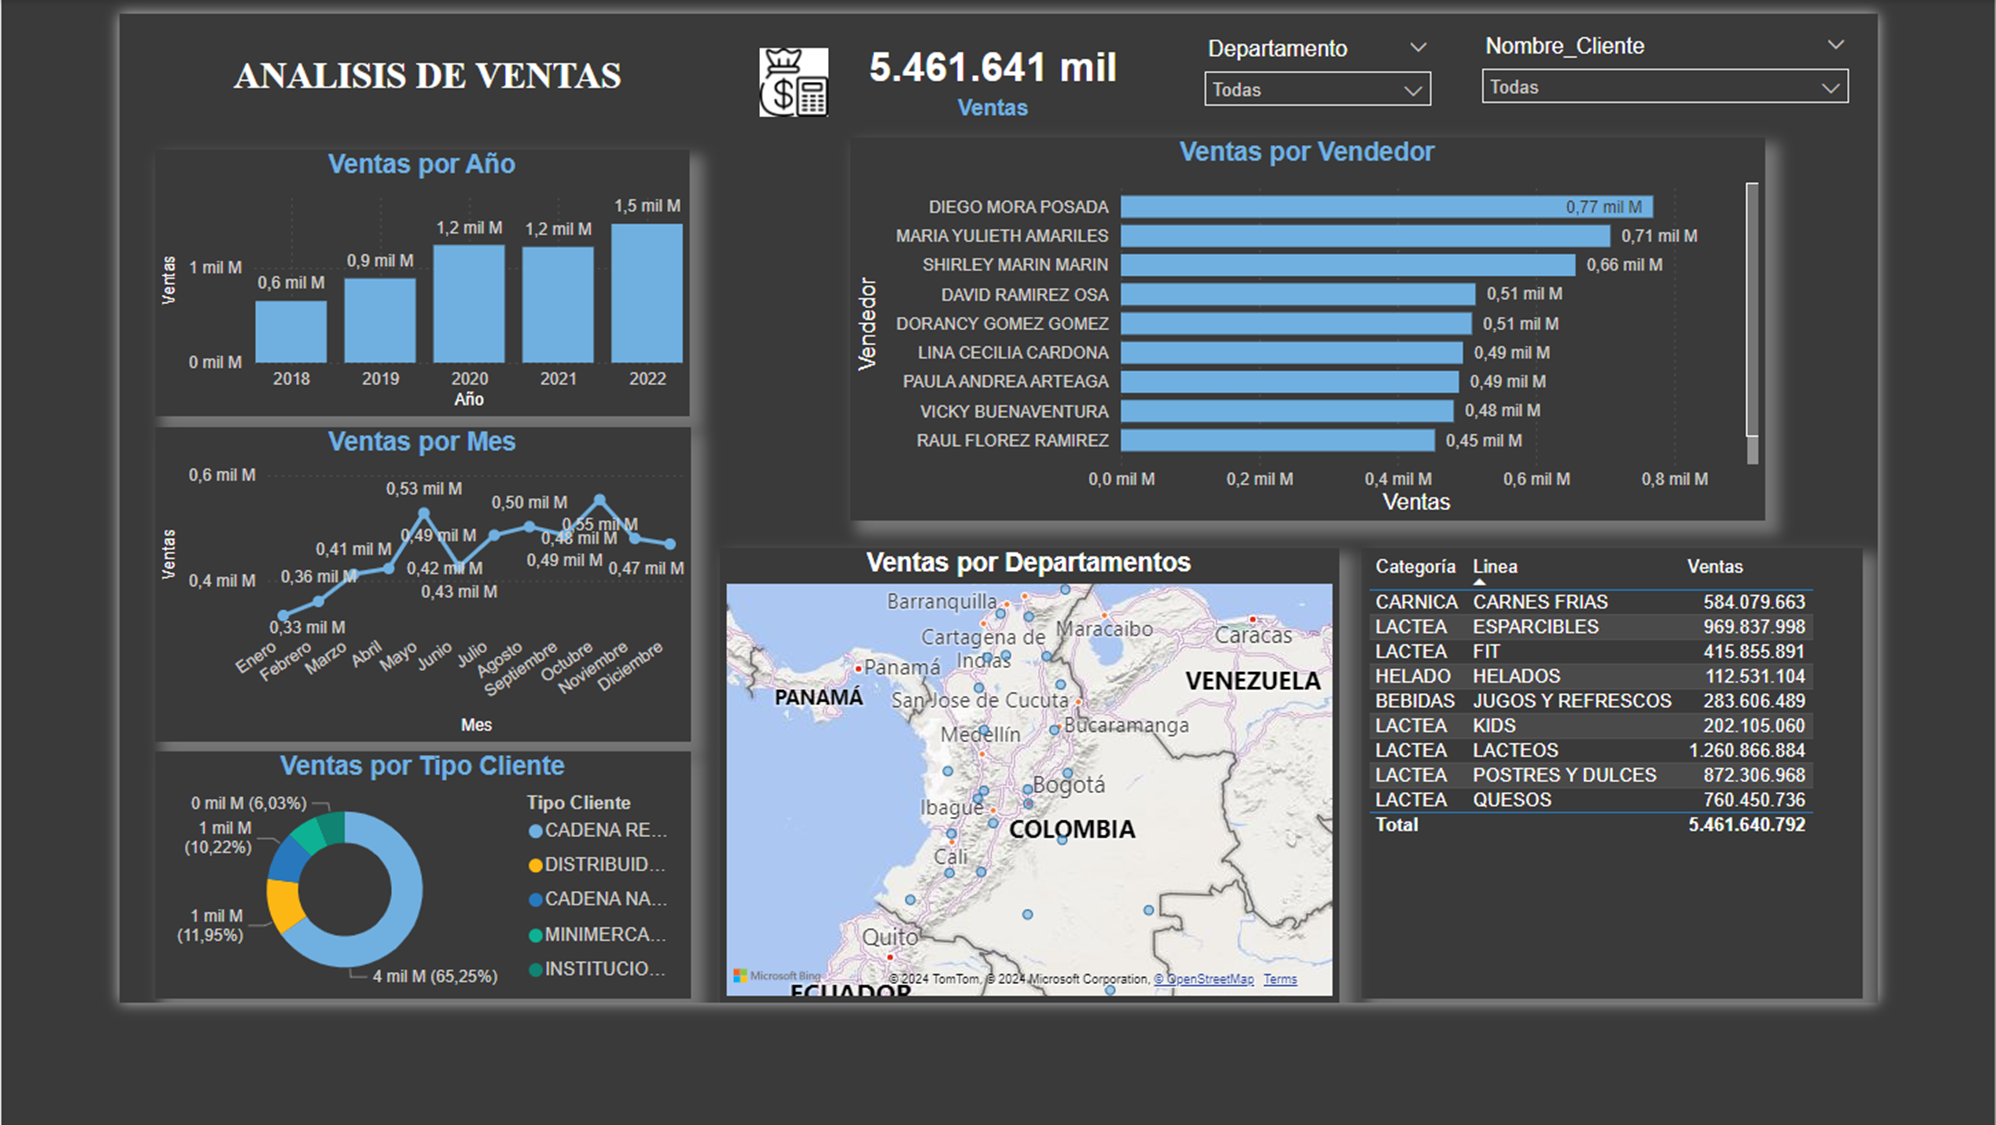 ANALISIS DE VENTAS
5.461.641 mil
Ventas
Departamento
Todas
Nombre_Cliente
Todas
Ventas por Año
Ventas
1 mil M
0 mil M
0,6 mil M
0,9 mil M
1,2 mil M
1,2 mil M
1,5 mil M
2018
2019
2020
2021
2022
Año
Ventas por Mes
Ventas
0,6 mil M
0,4 mil M
0,33 mil M
0,36 mil M
0,41 mil M
0,42 mil M
0,53 mil M
0,43 mil M
0,49 mil M
0,50 mil M
0,49 mil M
0,55 mil M
0,48 mil M
0,47 mil M
Enero
Febrero
Marzo
Abril
Mayo
Junio
Julio
Agosto
Septiembre
Octubre
Noviembre
Diciembre
Mes
Ventas por Tipo Cliente
0 mil M (6,03%)
1 mil M
(10,22%)
1 mil M
(11,95%)
4 mil M (65,25%)
Tipo Cliente
CADENA RE...
DISTRIBUID...
CADENA NA...
MINIMERCA...
INSTITUCIO...
Ventas por Vendedor
Vendedor
DIEGO MORA POSADA 0,77 mil M
MARIA YULIETH AMARILES 0,71 mil M
SHIRLEY MARIN MARIN 0,66 mil M
DAVID RAMIREZ OSA 0,51 mil M
DORANCY GOMEZ GOMEZ 0,51 mil M
LINA CECILIA CARDONA 0,49 mil M
PAULA ANDREA ARTEAGA 0,49 mil M
VICKY BUENAVENTURA 0,48 mil M
RAUL FLOREZ RAMIREZ 0,45 mil M
0,0 mil M
0,2 mil M
0,4 mil M
0,6 mil M
0,8 mil M
Ventas
Ventas por Departamentos
Barranquilla
Cartagena de
Indias
Maracaibo
Caracas
Panamá
PANAMÁ
VENEZUELA
San Jose de Cucuta
Bucaramanga
Medellín
Bogotá
Ibague
COLOMBIA
Cali
Quito
ECUADOR
Microsoft Bing
© 2024 TomTom, © 2024 Microsoft Corporation, © OpenStreetMap Terms
Categoría Linea Ventas
CARNICA CARNES FRIAS 584.079.663
LACTEA ESPARCIBLES 969.837.998
LACTEA FIT 415.855.891
HELADO HELADOS 112.531.104
BEBIDAS JUGOS Y REFRESCOS 283.606.489
LACTEA KIDS 202.105.060
LACTEA LACTEOS 1.260.866.884
LACTEA POSTRES Y DULCES 872.306.968
LACTEA QUESOS 760.450.736
Total 5.461.640.792